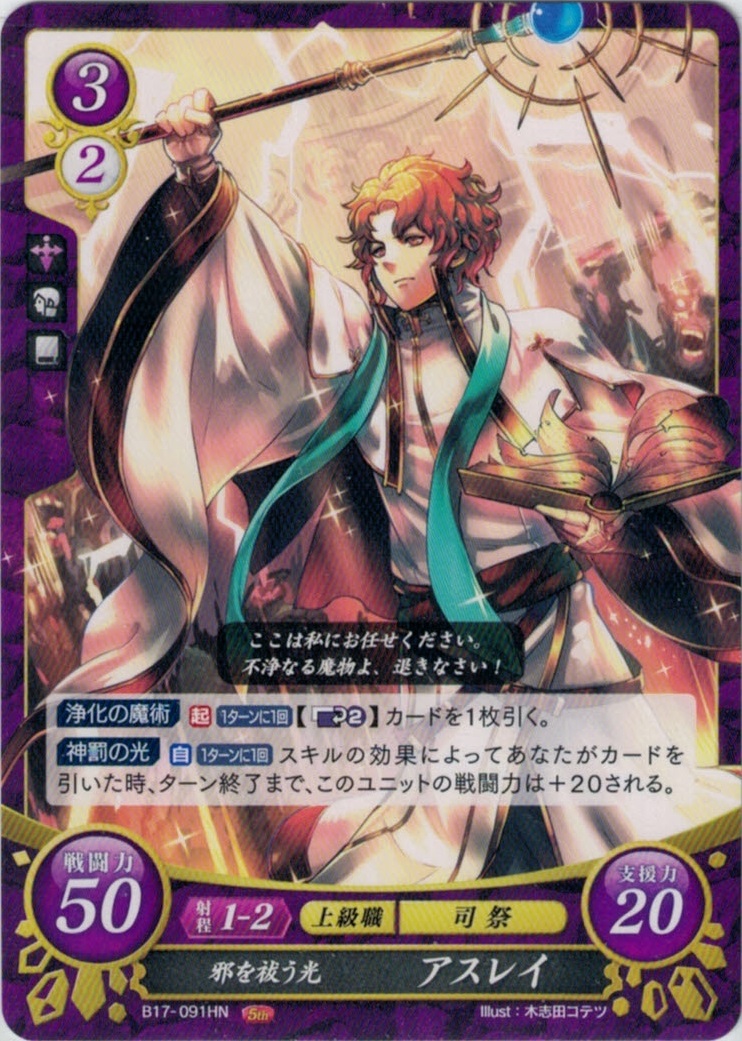 3
2
ここは私にお任せください。
不浄なる魔物よ、退きなさい！
浄化の魔術 起 1ターンに1回【2】カードを1枚引く。
神罰の光 自 1ターンに1回 スキルの効果によってあなたがカードを
引いた時、ターン終了まで、このユニットの戦闘力は＋20される。
戦闘力
50
射程 1-2 上級職 司祭
支援力
20
邪を祓う光 アスレイ
B17-091HN 5th Illust：木志田コテツ